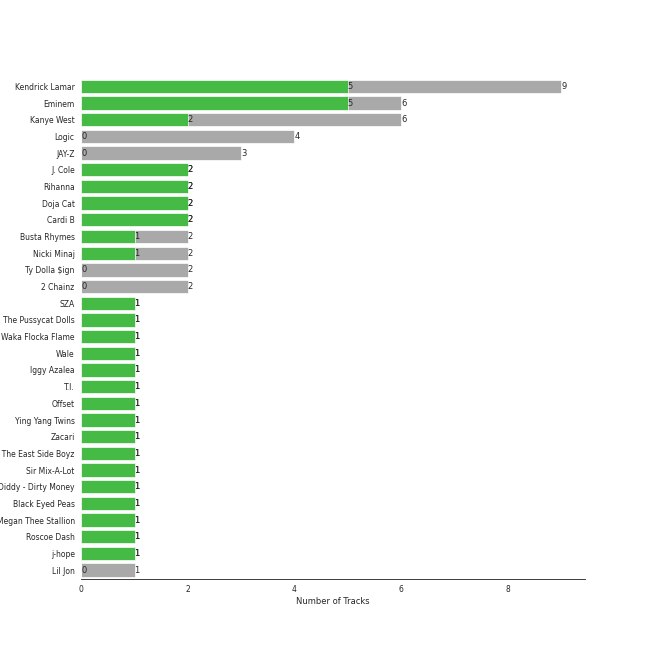 Kendrick Lamar 5 9
Eminem 5 6
Kanye West 2 6
Logic 0 4
JAY-Z 0 3
J. Cole 2
Rihanna 2
Doja Cat 2
Cardi B 2
Busta Rhymes 1 2
Nicki Minaj 1 2
Ty Dolla $ign 0 2
2 Chainz 0 2
SZA 1
The Pussycat Dolls 1
Waka Flocka Flame 1
Wale 1
Iggy Azalea 1
T.I. 1
Offset 1
Ying Yang Twins 1
Zacari 1
The East Side Boyz 1
Sir Mix-A-Lot 1
Diddy - Dirty Money 1
Black Eyed Peas 1
Megan Thee Stallion 1
Roscoe Dash 1
j-hope 1
Lil Jon 0 1
0 2 4 6 8
Number of Tracks